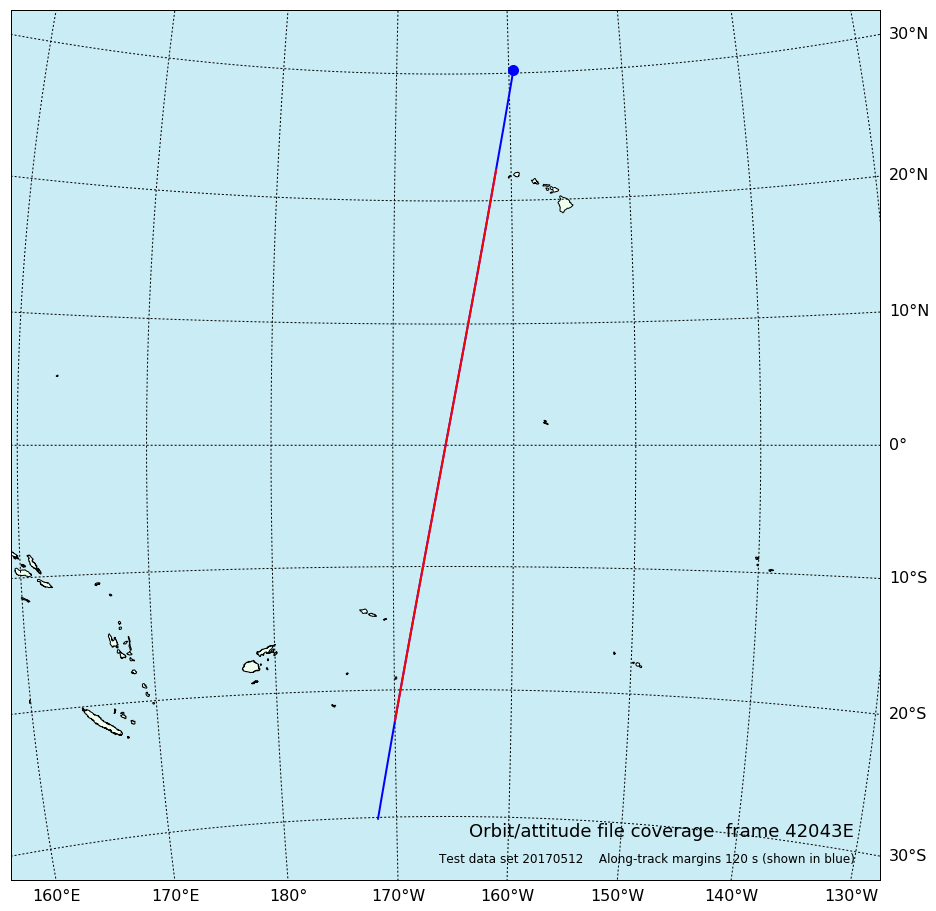 30°N
20°N
10°N
0°
10°S
20°S
Orbit/attitude file coverage  frame 42043E
Test data set 20170512    Along-track margins 120 s (shown in blue)
30°S
160°E 170°E 180° 170°W 160°W 150°W 140°W 130°W